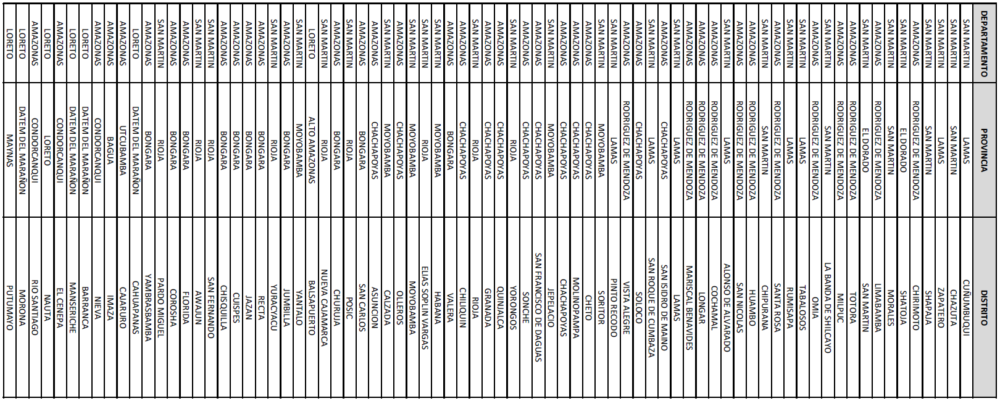 DEPARTAMENTO PROVINCIA DISTRITO
SAN MARTIN LAMAS CUÑUMBUQUI
SAN MARTIN SAN MARTIN CHAZUTA
SAN MARTIN LAMAS ZAPATERO
SAN MARTIN SAN MARTIN SHAPAJA
AMAZONAS RODRIGUEZ DE MENDOZA CHIRIMOTO
SAN MARTIN EL DORADO SHATOJA
SAN MARTIN SAN MARTIN MORALES
AMAZONAS RODRIGUEZ DE MENDOZA LIMABAMBA
SAN MARTIN EL DORADO SAN MARTIN
AMAZONAS RODRIGUEZ DE MENDOZA TOTORA
AMAZONAS RODRIGUEZ DE MENDOZA MILPUC
SAN MARTIN SAN MARTIN LA BANDA DE SHILCAYO
AMAZONAS RODRIGUEZ DE MENDOZA OMIA
SAN MARTIN LAMAS TABALOSOS
SAN MARTIN LAMAS RUMISAPA
AMAZONAS RODRIGUEZ DE MENDOZA SANTA ROSA
SAN MARTIN SAN MARTIN CHIPURANA
AMAZONAS RODRIGUEZ DE MENDOZA HUAMBO
AMAZONAS RODRIGUEZ DE MENDOZA SAN NICOLAS
SAN MARTIN LAMAS ALONSO DE ALVARADO
AMAZONAS RODRIGUEZ DE MENDOZA COCHAMAL
AMAZONAS RODRIGUEZ DE MENDOZA LONGAR
AMAZONAS RODRIGUEZ DE MENDOZA MARISCAL BENAVIDES
SAN MARTIN LAMAS LAMAS
AMAZONAS CHACHAPOYAS SAN ISIDRO DE MAINO
SAN MARTIN LAMAS SAN ROQUE DE CUMBAZA
AMAZONAS CHACHAPOYAS SOLOCO
AMAZONAS RODRIGUEZ DE MENDOZA VISTA ALEGRE
SAN MARTIN LAMAS PINTO RECODO
SAN MARTIN MOYOBAMBA SORITOR
AMAZONAS CHACHAPOYAS CHETO
AMAZONAS CHACHAPOYAS MOLINOPAMPA
AMAZONAS CHACHAPOYAS CHACHAPOYAS
SAN MARTIN MOYOBAMBA JEPELACIO
AMAZONAS CHACHAPOYAS SAN FRANCISCO DE DAGUAS
AMAZONAS CHACHAPOYAS SONCHE
SAN MARTIN RIOJA YORONGOS
AMAZONAS CHACHAPOYAS QUINJALCA
AMAZONAS CHACHAPOYAS GRANADA
SAN MARTIN RIOJA RIOJA
AMAZONAS CHACHAPOYAS CHILIQUIN
AMAZONAS BONGARA VALERA
SAN MARTIN MOYOBAMBA HABANA
SAN MARTIN RIOJA ELIAS SOPLIN VARGAS
SAN MARTIN MOYOBAMBA MOYOBAMBA
AMAZONAS CHACHAPOYAS OLLEROS
SAN MARTIN MOYOBAMBA CALZADA
AMAZONAS CHACHAPOYAS ASUNCION
AMAZONAS BONGARA SAN CARLOS
SAN MARTIN RIOJA POSIC
AMAZONAS BONGARA CHURUJA
SAN MARTIN RIOJA NUEVA CAJAMARCA
LORETO ALTO AMAZONAS BALSAPUERTO
SAN MARTIN MOYOBAMBA YANTALO
AMAZONAS BONGARA JUMBILLA
SAN MARTIN RIOJA YURACYACU
AMAZONAS BONGARA RECTA
AMAZONAS BONGARA JAZAN
AMAZONAS BONGARA CUISPES
AMAZONAS BONGARA CHISQUILLA
SAN MARTIN RIOJA SAN FERNANDO
SAN MARTIN RIOJA AWAJUN
AMAZONAS BONGARA FLORIDA
AMAZONAS BONGARA COROSHA
SAN MARTIN RIOJA PARDO MIGUEL
AMAZONAS BONGARA YAMBRASBAMBA
LORETO DATEM DEL MARAÑON CAHUAPANAS
AMAZONAS UTCUBAMBA CAJARURO
AMAZONAS BAGUA IMAZA
AMAZONAS CONDORCANQUI NIEVA
LORETO DATEM DEL MARAÑON BARRANCA
LORETO DATEM DEL MARAÑON MANSERICHE
AMAZONAS CONDORCANQUI EL CENEPA
LORETO LORETO NAUTA
AMAZONAS CONDORCANQUI RIO SANTIAGO
LORETO DATEM DEL MARAÑON MORONA
LORETO MAYNAS PUTUMAYO